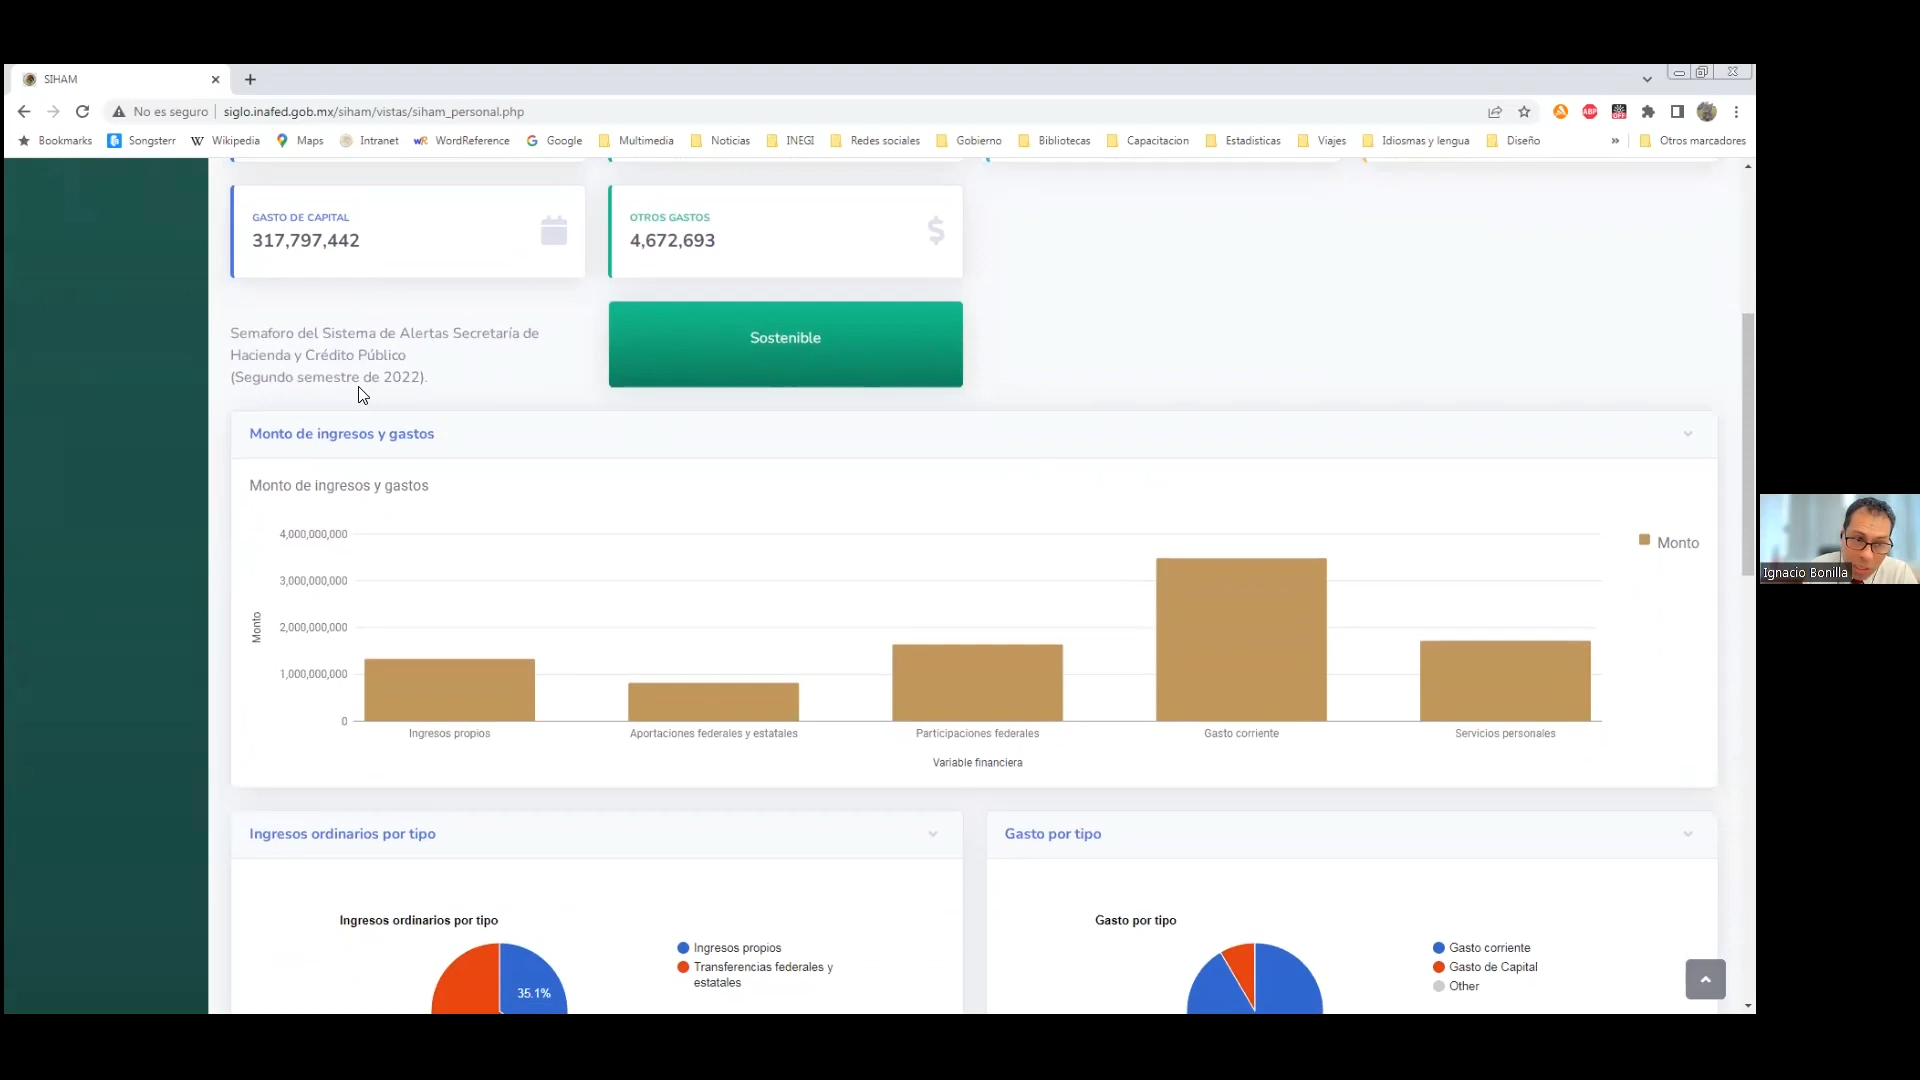 SIHAM
No es seguro
siglo.inafed.gob.mx/siham/vistas/siham_personal.php
ABP
OFF
Bookmarks
Songsterr
Wikipedia
Maps
Intranet
WordReference
Google
Multimedia
Noticias
INEGI
Redes sociales
Gobierno
Bibliotecas
Capacitacion
Estadisticas
Viajes
Idiosmas y lengua
Diseño
»
Otros marcadores
GASTO DE CAPITAL
317,797,442
OTROS GASTOS
4,672,693
$
Semaforo del Sistema de Alertas Secretaría de
Hacienda y Crédito Público
(Segundo semestre de 2022).
Sostenible
Monto de ingresos y gastos
Monto de ingresos y gastos
4,000,000,000
3,000,000,000
2,000,000,000
1,000,000,000
0
Monto
Monto
Ingresos propios
Aportaciones federales y estatales
Participaciones federales
Gasto corriente
Servicios personales
Variable financiera
Ignacio Bonilla
Ingresos ordinarios por tipo
Gasto por tipo
Ingresos ordinarios por tipo
Ingresos propios
Transferencias federales y
estatales
35.1%
Gasto por tipo
Gasto corriente
Gasto de Capital
Other